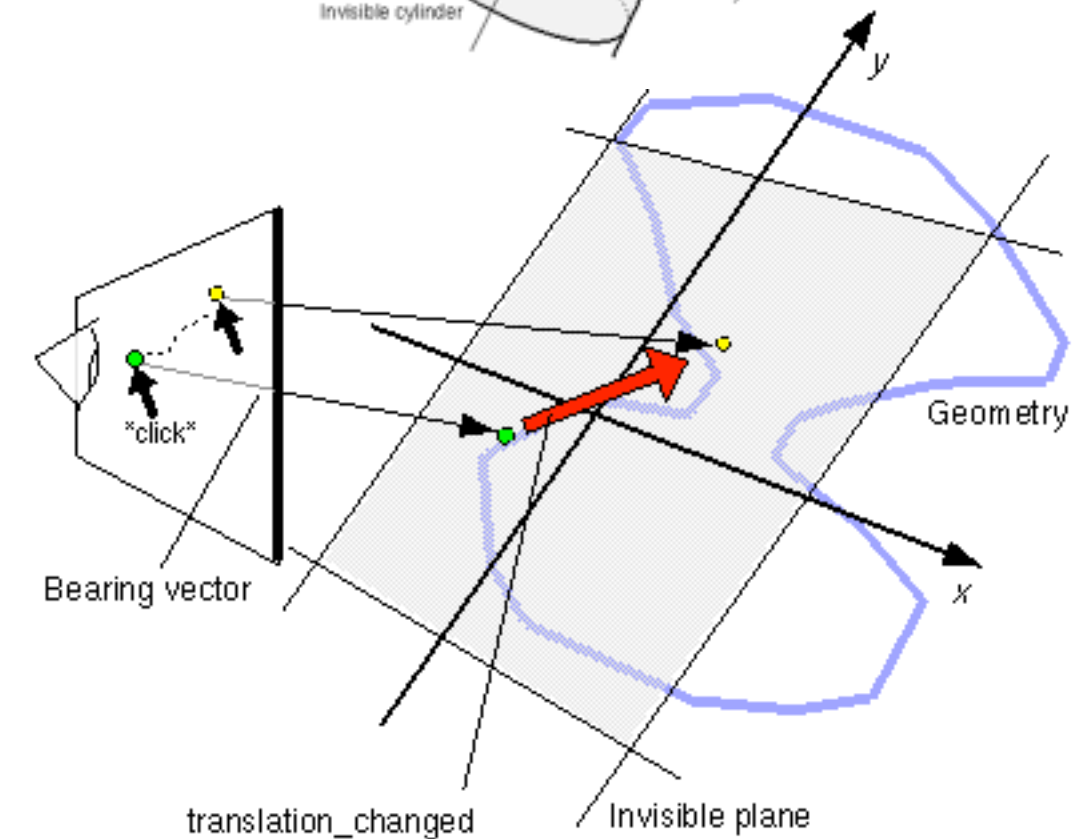 Invisible cylinder
y
*click*
Geometry
Bearing vector
x
translation_changed
Invisible plane